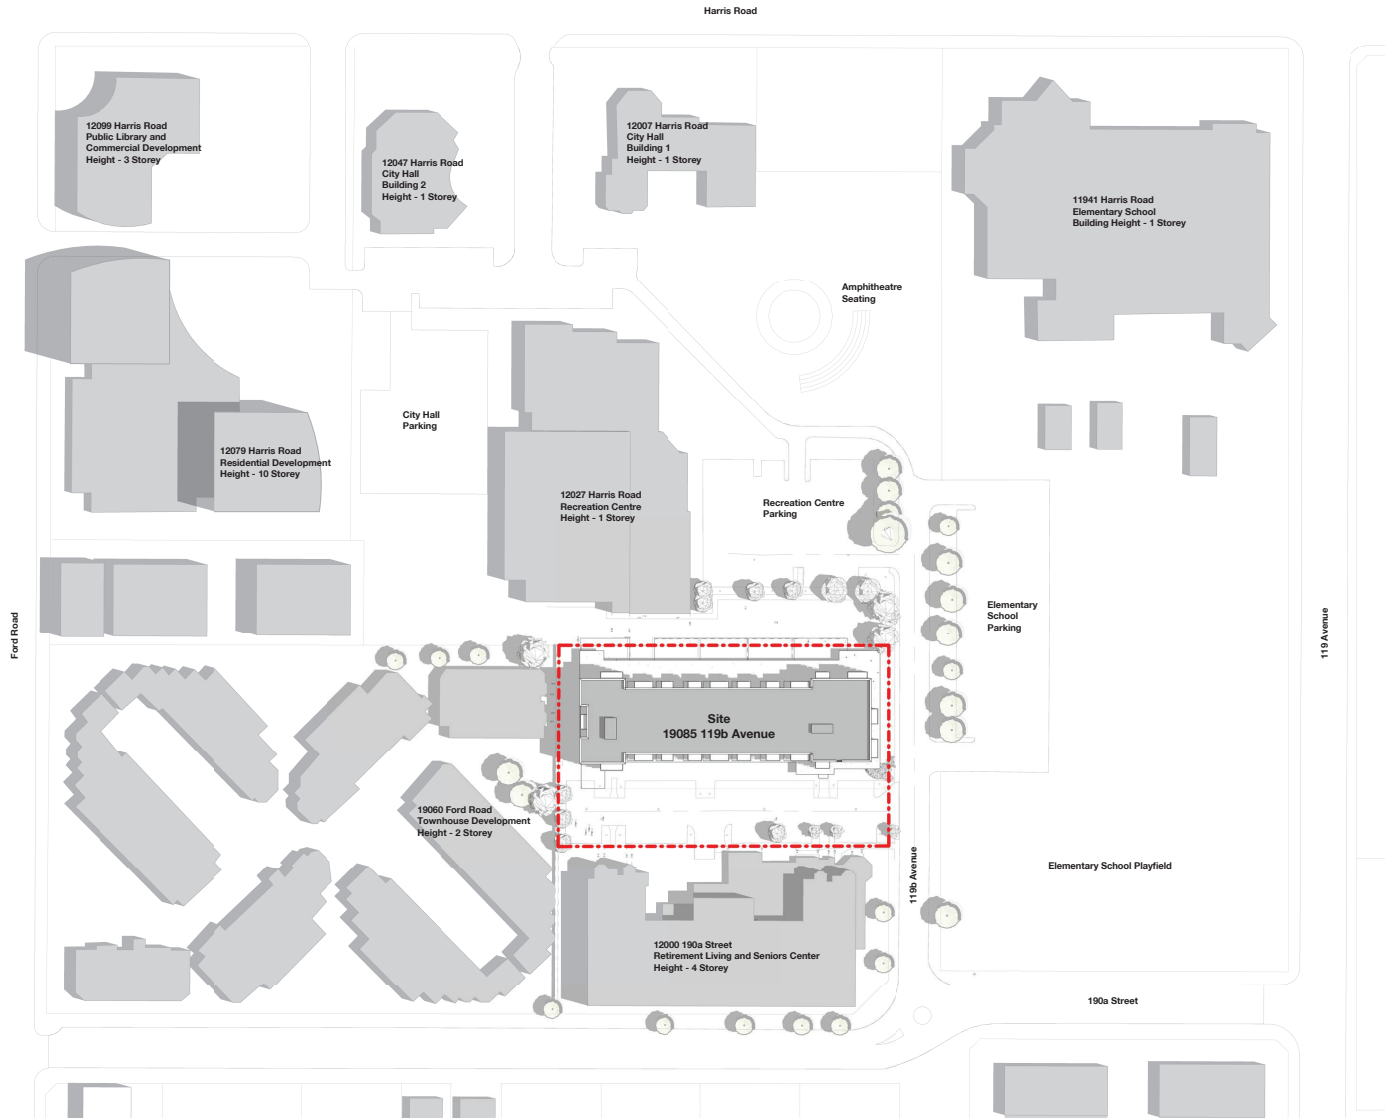 Harris Road
12099 Harris Road
Public Library and
Commercial Development
Height - 3 Storey
12047 Harris Road
City Hall
Building 2
Height - 1 Storey
12007 Harris Road
City Hall
Building 1
Height - 1 Storey
11941 Harris Road
Elementary School
Building Height - 1 Storey
Amphitheatre
Seating
City Hall
Parking
12079 Harris Road
Residential Development
Height - 10 Storey
12027 Harris Road
Recreation Centre
Height - 1 Storey
Recreation Centre
Parking
Elementary
School
Parking
Ford Road
119 Avenue
Site
19085 119b Avenue
19060 Ford Road
Townhouse Development
Height - 2 Storey
119b Avenue
Elementary School Playfield
12000 190a Street
Retirement Living and Seniors Center
Height - 4 Storey
190a Street